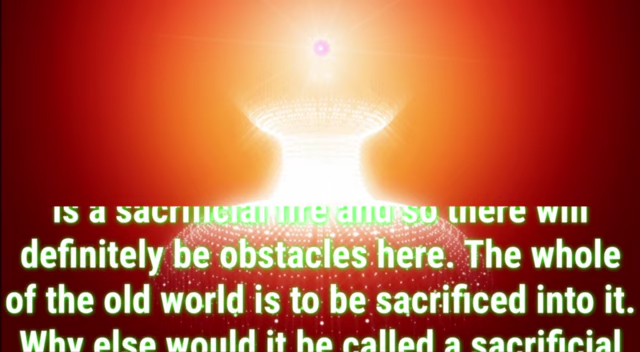 is a sacrificial fire and so there will
definitely be obstacles here. The whole
of the old world is to be sacrificed into it.
Why else would it be called a sacrificial